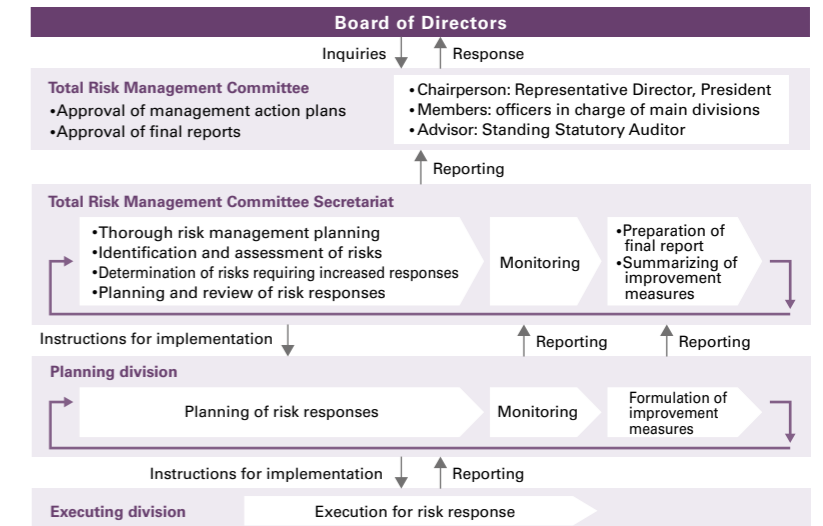 Board of Directors
Inquiries
Response
Total Risk Management Committee
•Approval of management action plans
•Approval of final reports
•Chairperson: Representative Director, President
•Members: officers in charge of main divisions
•Advisor: Standing Statutory Auditor
Reporting
Total Risk Management Committee Secretariat
•Thorough risk management planning
•Identification and assessment of risks
•Determination of risks requiring increased responses
•Planning and review of risk responses
Monitoring
•Preparation of
final report
•Summarizing of
improvement
measures
Instructions for implementation
Reporting
Reporting
Planning division
Planning of risk responses
Monitoring
Formulation of
improvement
measures
Instructions for implementation
Reporting
Executing division
Execution for risk response